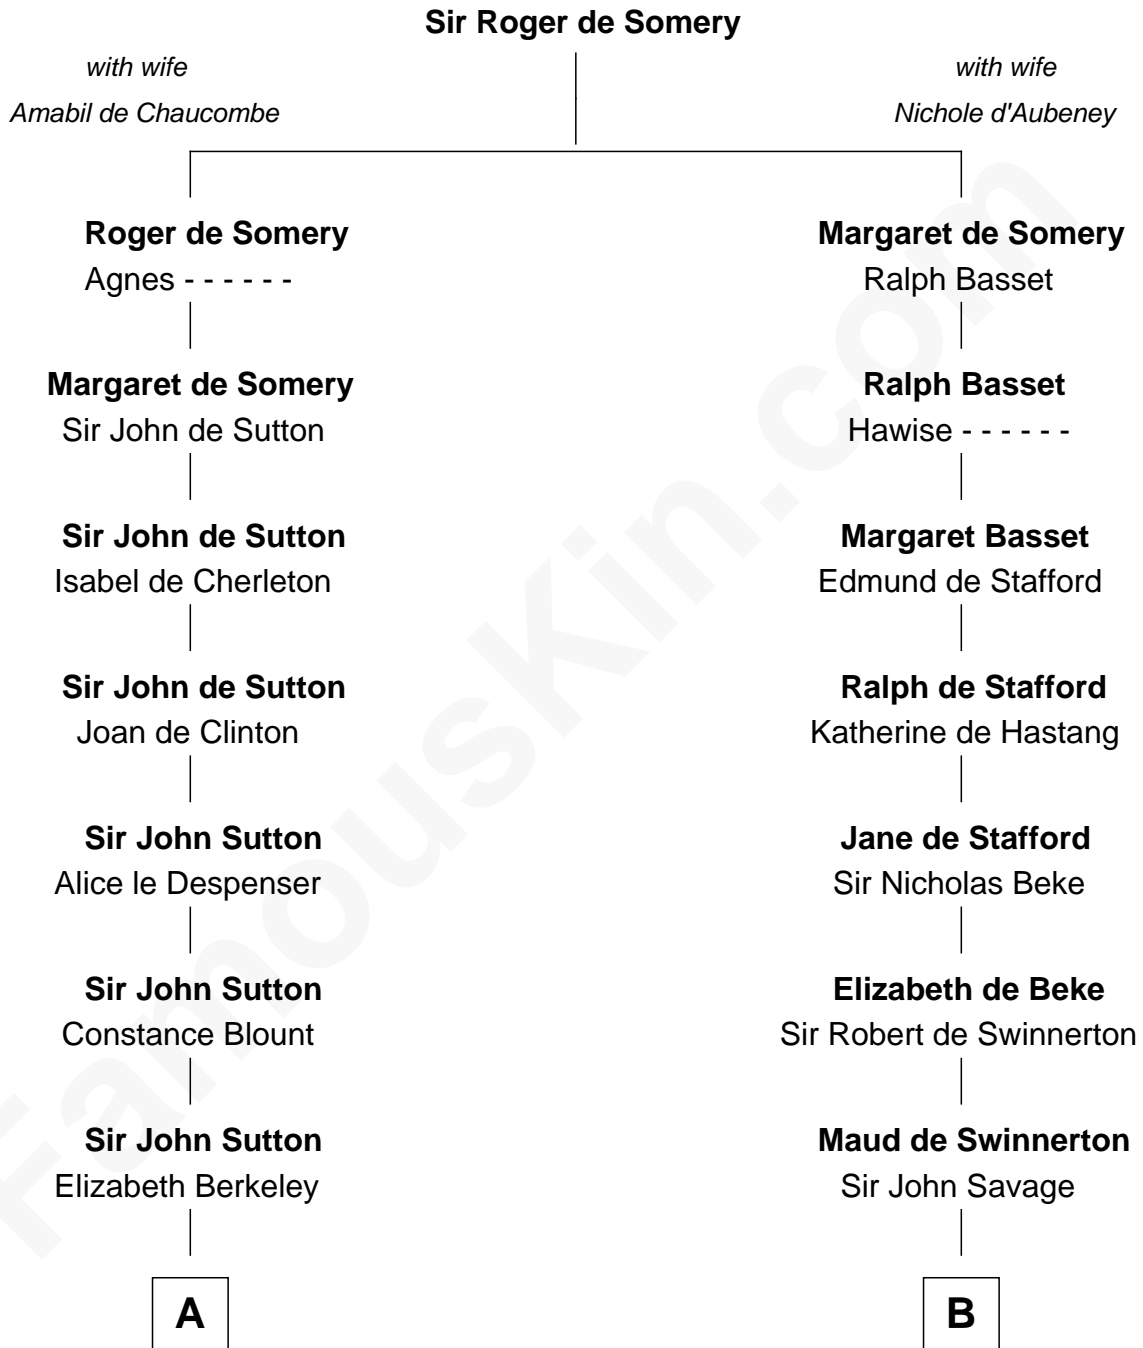 Sir Roger de Somery
with wife
Amabil de Chaucombe
with wife
Nichole d'Aubeney
Roger de Somery
Agnes - - - - - -
Margaret de Somery
Ralph Basset
Margaret de Somery
Sir John de Sutton
Ralph Basset
Hawise - - - - - -
Sir John de Sutton
Isabel de Cherleton
Margaret Basset
Edmund de Stafford
Sir John de Sutton
Joan de Clinton
Ralph de Stafford
Katherine de Hastang
Sir John Sutton
Alice le Despenser
Jane de Stafford
Sir Nicholas Beke
Sir John Sutton
Constance Blount
Elizabeth de Beke
Sir Robert de Swinnerton
Sir John Sutton
Elizabeth Berkeley
Maud de Swinnerton
Sir John Savage
A
B
FamousKin.com